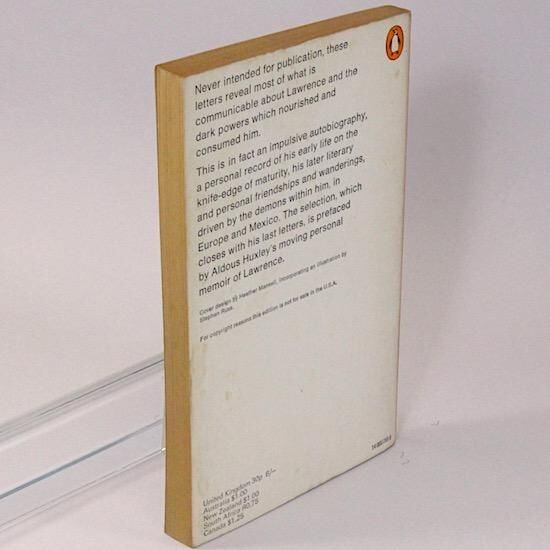 Never intended for publication, these
letters reveal most of what is
communicable about Lawrence and the
dark powers which nourished and
consumed him.
This is in fact an impulsive autobiography,
a personal record of his early life on the
knife-edge of maturity, his later literary
and personal friendships and wanderings,
driven by the demons within him, in
Europe and Mexico. The selection, which
closes with his last letters, is prefaced
by Aldous Huxley's moving personal
memoir of Lawrence.
Cover design by Heather Mansell, incorporating an illustration by
Stephen Russ
For copyright reasons this edition is not for sale in the U.S.A.
United Kingdom 30p 6/-
Australia $1.00
New Zealand $1.00
South Africa R0.75
Canada $1.25